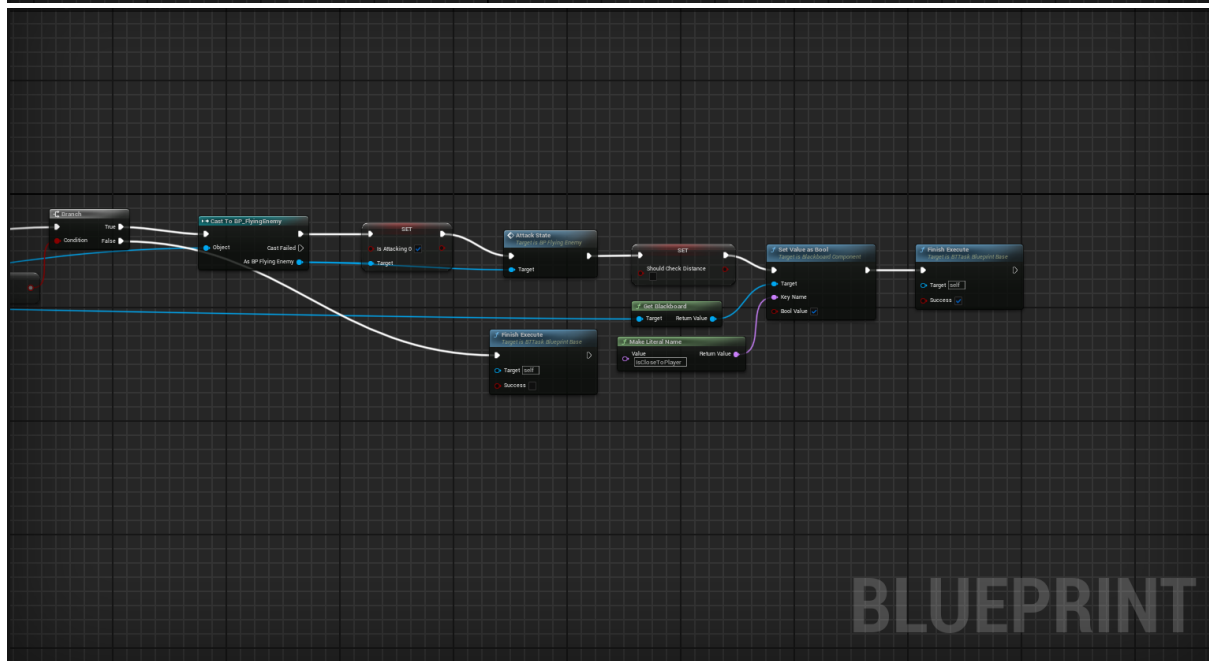 Branch
True
Condition
False
Cast To BP_FlyingEnemy
Object
Cast Failed
As BP Flying Enemy
SET
Is Attacking 0
Target
Attack State
Target is BP Flying Enemy
Target
SET
Should Check Distance
Set Value as Bool
Target is Blackboard Component
Target
Key Name
Bool Value
Finish Execute
Target is BTTask Blueprint Base
Target self
Success
Get Blackboard
Target Return Value
Make Literal Name
Value Return Value
IsCloseToPlayer
Finish Execute
Target is BTTask Blueprint Base
Target self
Success
BLUEPRINT